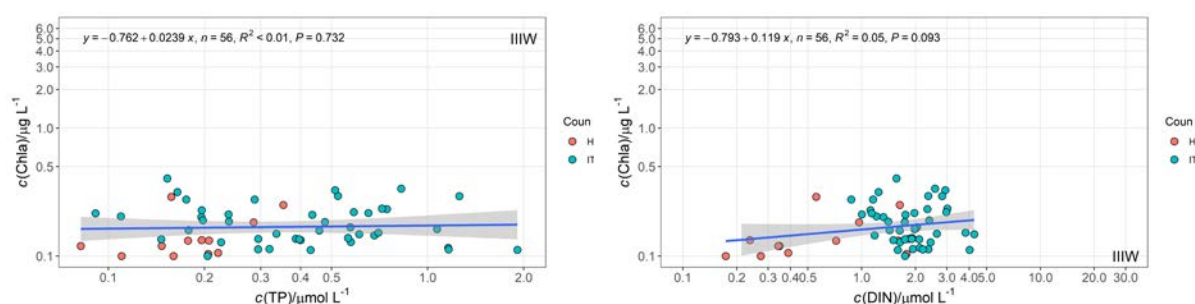 y = −0.762 + 0.0239 x, n = 56, R² < 0.01, P = 0.732
IIIW
6.0
5.0
4.0
3.0
1.0
0.5
0.1
c(Chla)/µg L⁻¹
0.1
0.2
0.3
0.4
0.5
1.0
2.0
c(TP)/µmol L⁻¹
Coun
H
IT
y = −0.793 + 0.119 x, n = 56, R² = 0.05, P = 0.093
IIIW
6.0
5.0
4.0
3.0
1.0
0.5
0.1
c(Chla)/µg L⁻¹
0.1
0.2
0.3
0.40.5
1.0
2.0
3.0
4.05.0
10.0
20.0
30.0
c(DIN)/µmol L⁻¹
Coun
H
IT